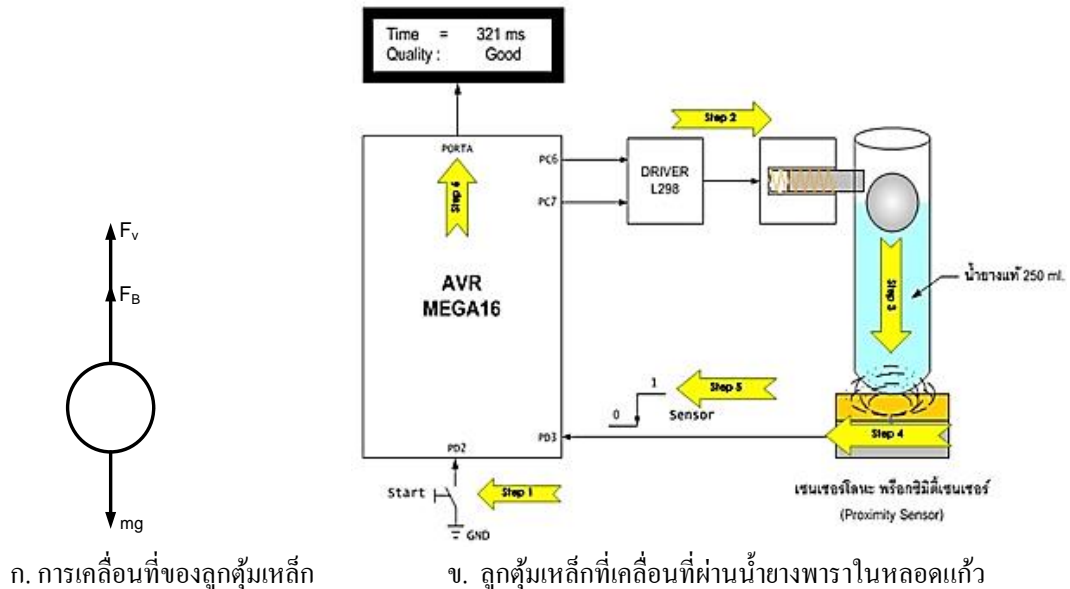 Time = 321 ms
Quality : Good
Step 2
PORTA
PC6
DRIVER
L298
Step 6
PC7
Fv
FB
AVR
MEGA16
Step 3
น้ำยางแท้ 250 ml.
1
Step 5
0
Sensor
Step 4
PD3
PD2
Start
Step 1
GND
mg
เซนเซอร์โลหะ พร็อกซิมิตี้เซนเซอร์
(Proximity Sensor)
ก. การเคลื่อนที่ของลูกตุ้มเหล็ก
ข. ลูกตุ้มเหล็กที่เคลื่อนที่ผ่านน้ำยางพาราในหลอดแก้ว